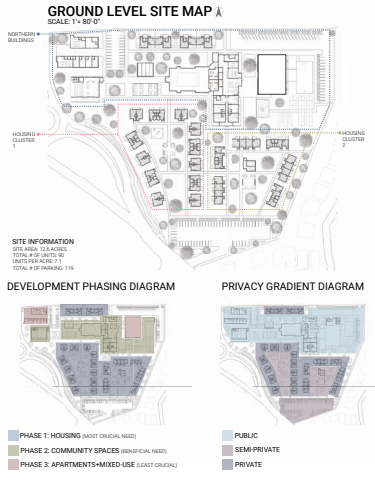 GROUND LEVEL SITE MAP
SCALE: 1"= 80'-0"
NORTHERN
BUILDINGS
HOUSING
CLUSTER
1
HOUSING
CLUSTER
2
SITE INFORMATION
SITE AREA: 12.6 ACRES
TOTAL # OF UNITS: 90
UNITS PER ACRE: 7.1
TOTAL # OF PARKING: 119
DEVELOPMENT PHASING DIAGRAM
PRIVACY GRADIENT DIAGRAM
PHASE 1: HOUSING (MOST CRUCIAL NEED)
PHASE 2: COMMUNITY SPACES (BENEFICIAL NEED)
PHASE 3: APARTMENTS+MIXED-USE (LEAST CRUCIAL)
PUBLIC
SEMI-PRIVATE
PRIVATE